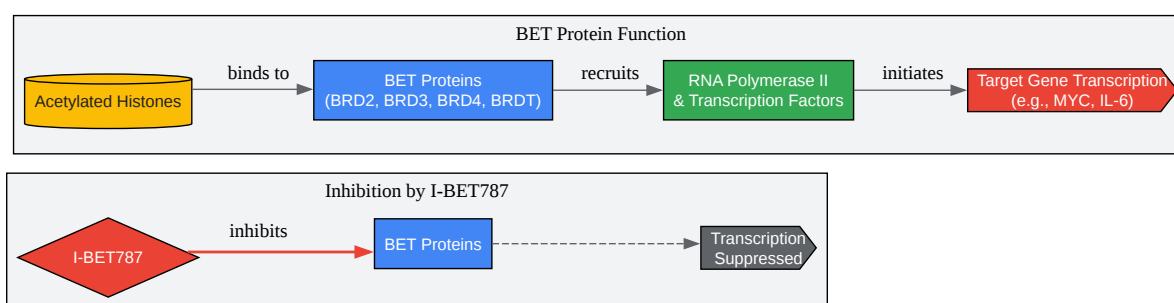 BET Protein Function
Acetylated Histones
binds to
BET Proteins
(BRD2, BRD3, BRD4, BRDT)
recruits
RNA Polymerase II
& Transcription Factors
initiates
Target Gene Transcription
(e.g., MYC, IL-6)
Inhibition by I-BET787
I-BET787
inhibits
BET Proteins
Transcription
Suppressed